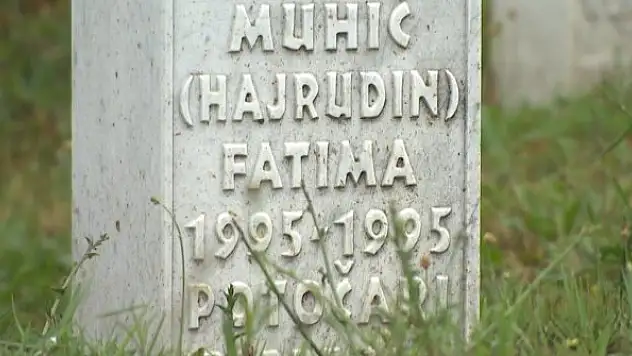 MUHIĆ
(HAJRUDIN)
FATIMA
1995-1995
POTOČARI